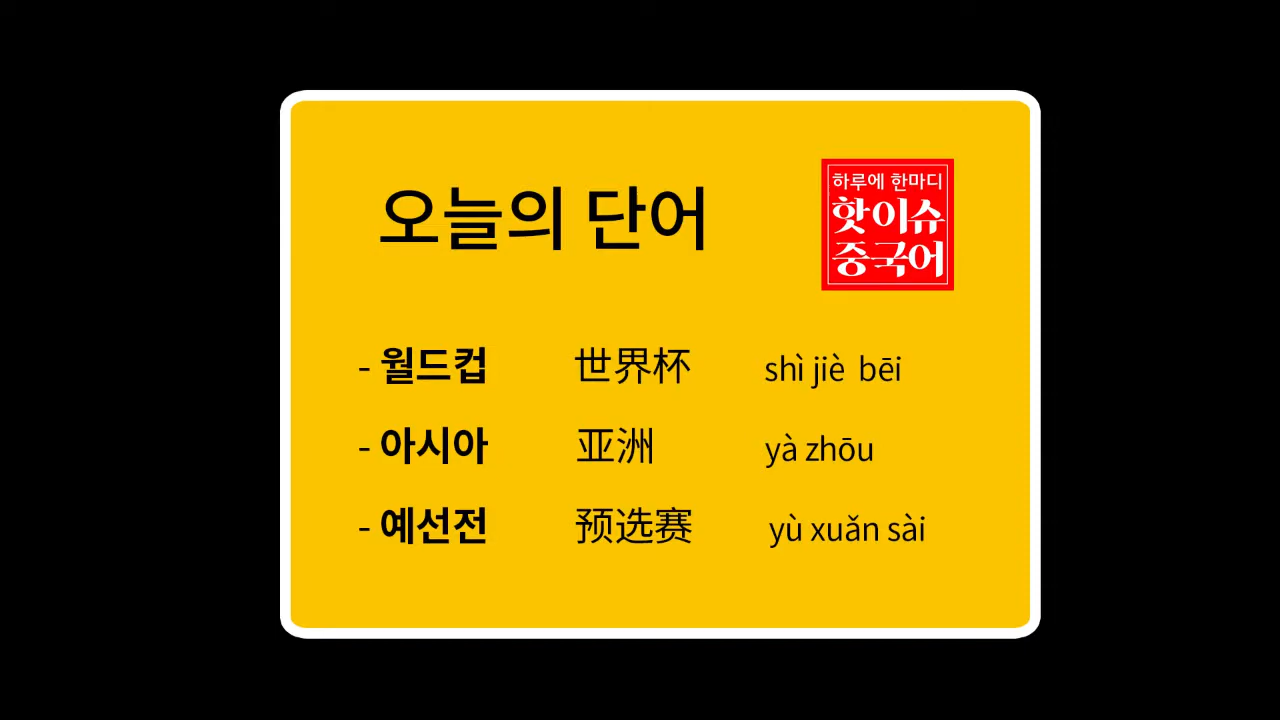 오늘의 단어
하루에 한마디
핫이슈
중국어
- 월드컵 世界杯 shì jiè bēi
- 아시아 亚洲 yà zhōu
- 예선전 预选赛 yù xuǎn sài